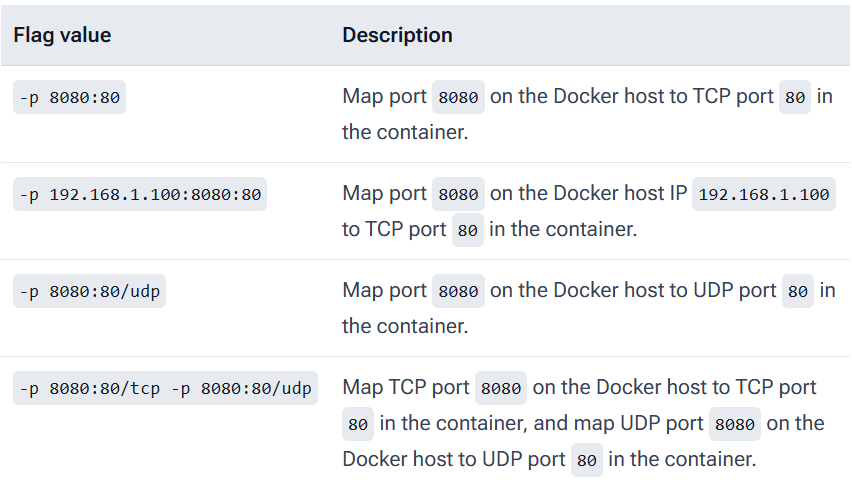 Flag value Description
-p 8080:80 Map port 8080 on the Docker host to TCP port 80 in
the container.
-p 192.168.1.100:8080:80 Map port 8080 on the Docker host IP 192.168.1.100
to TCP port 80 in the container.
-p 8080:80/udp Map port 8080 on the Docker host to UDP port 80 in
the container.
-p 8080:80/tcp -p 8080:80/udp Map TCP port 8080 on the Docker host to TCP port
80 in the container, and map UDP port 8080 on the
Docker host to UDP port 80 in the container.